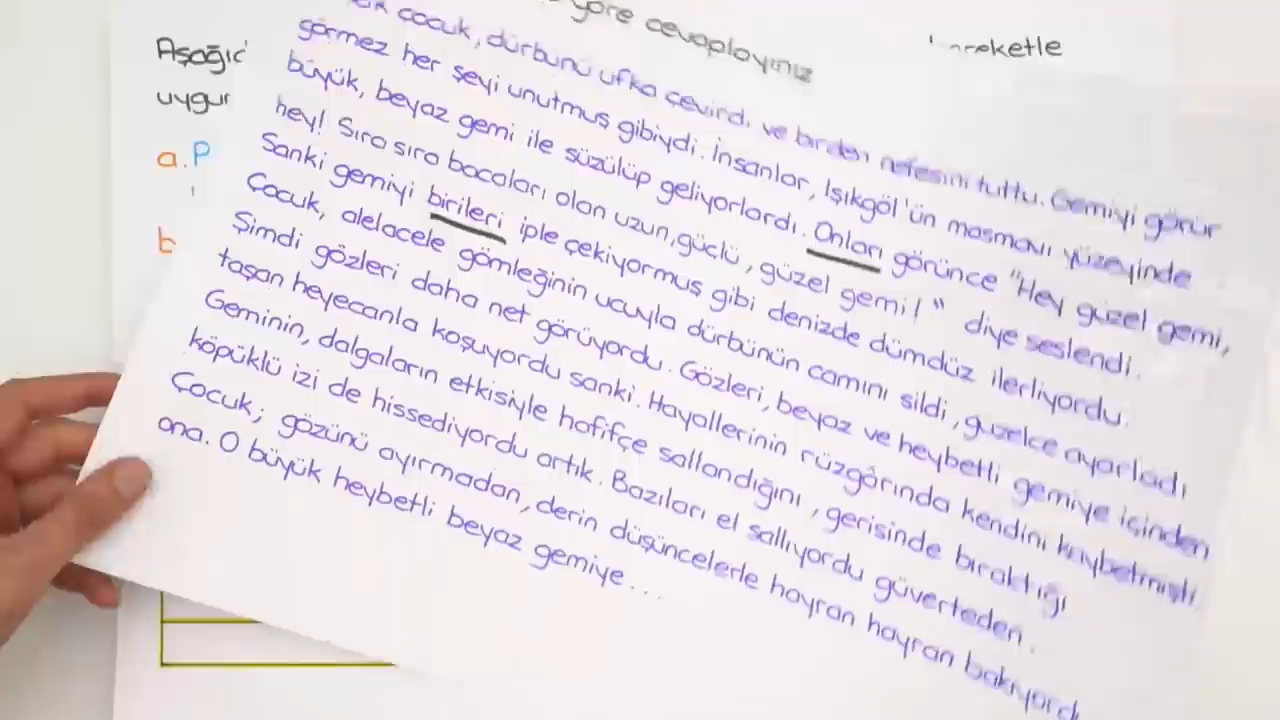 göre cevaplayınız
çocuk, dürbünü ufka çevirdi ve birden nefesini tuttu. Gemiyi görür
görmez her şeyi unutmuş gibiydi. İnsanlar, Işıkgöl'ün masmavi yüzeyinde
büyük, beyaz gemi ile süzülüp geliyorlardı. Onları görünce "Hey güzel gemi,
hey! Sıra sıra bacaları olan uzun, güçlü, güzel gemi!" diye seslendi.
Sanki gemiyi birileri iple çekiyormuş gibi denizde dümdüz ilerliyordu.
Çocuk, alelacele gömleğinin ucuyla dürbünün camını sildi, güzelce ayarladı
Şimdi gözleri daha net görüyordu. Gözleri, beyaz ve heybetli gemiye içinden
taşan heyecanla koşuyordu sanki. Hayallerinin rüzgârında kendini kaybetmişti.
Geminin, dalgaların etkisiyle hafifçe sallandığını, gerisinde bıraktığı
köpüklü izi de hissediyordu artık. Bazıları el sallıyordu güverteden.
Çocuk; gözünü ayırmadan, derin düşüncelerle hayran hayran
ona. O büyük heybetli beyaz gemiye...
a.
b